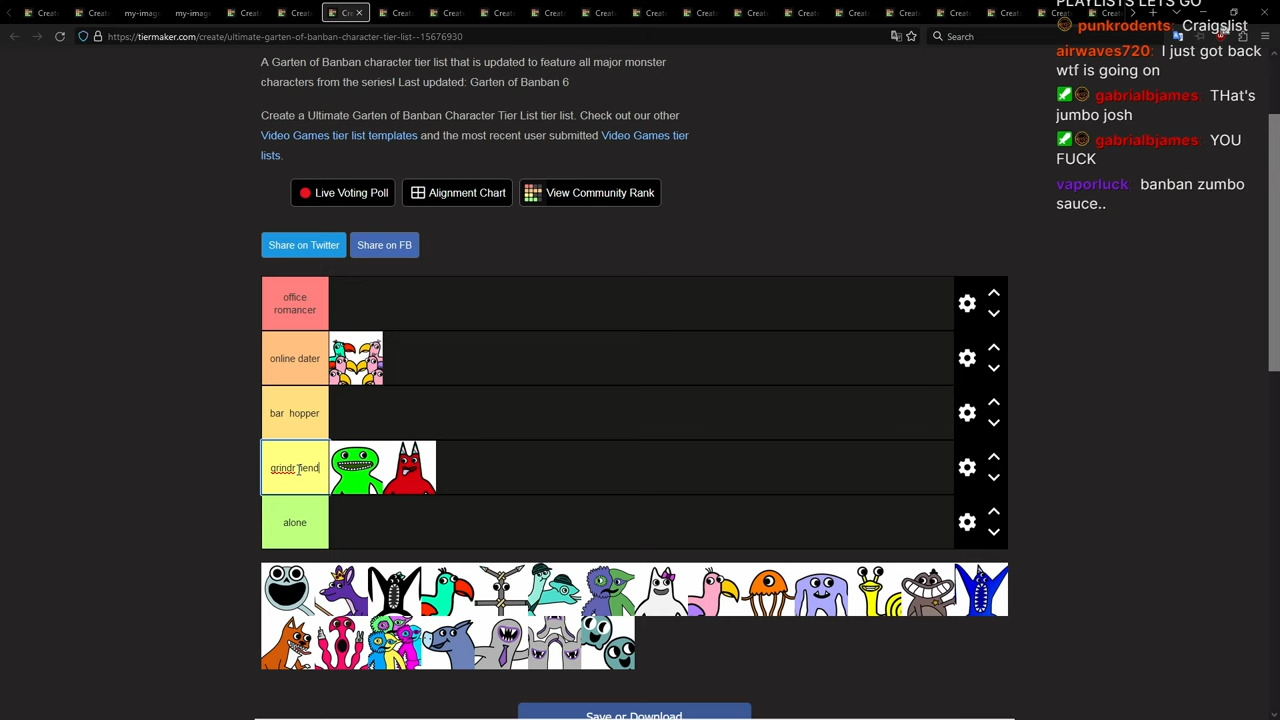 my-image
my-image
https://tiermaker.com/create/ultimate-garten-of-banban-character-tier-list--15676930
Search
A Garten of Banban character tier list that is updated to feature all major monster
characters from the series! Last updated: Garten of Banban 6
Create a Ultimate Garten of Banban Character Tier List tier list. Check out our other
Video Games tier list templates and the most recent user submitted Video Games tier
lists.
Live Voting Poll
Alignment Chart
View Community Rank
Share on Twitter
Share on FB
office
romancer
online dater
bar hopper
grindr fiend
alone
Save or Download
PLAYLISTS LETS GO
punkrodents: Craigslist
airwaves720: I just got back
wtf is going on
gabrialbjames: THat's
jumbo josh
gabrialbjames: YOU
FUCK
vaporluck: banban zumbo
sauce..